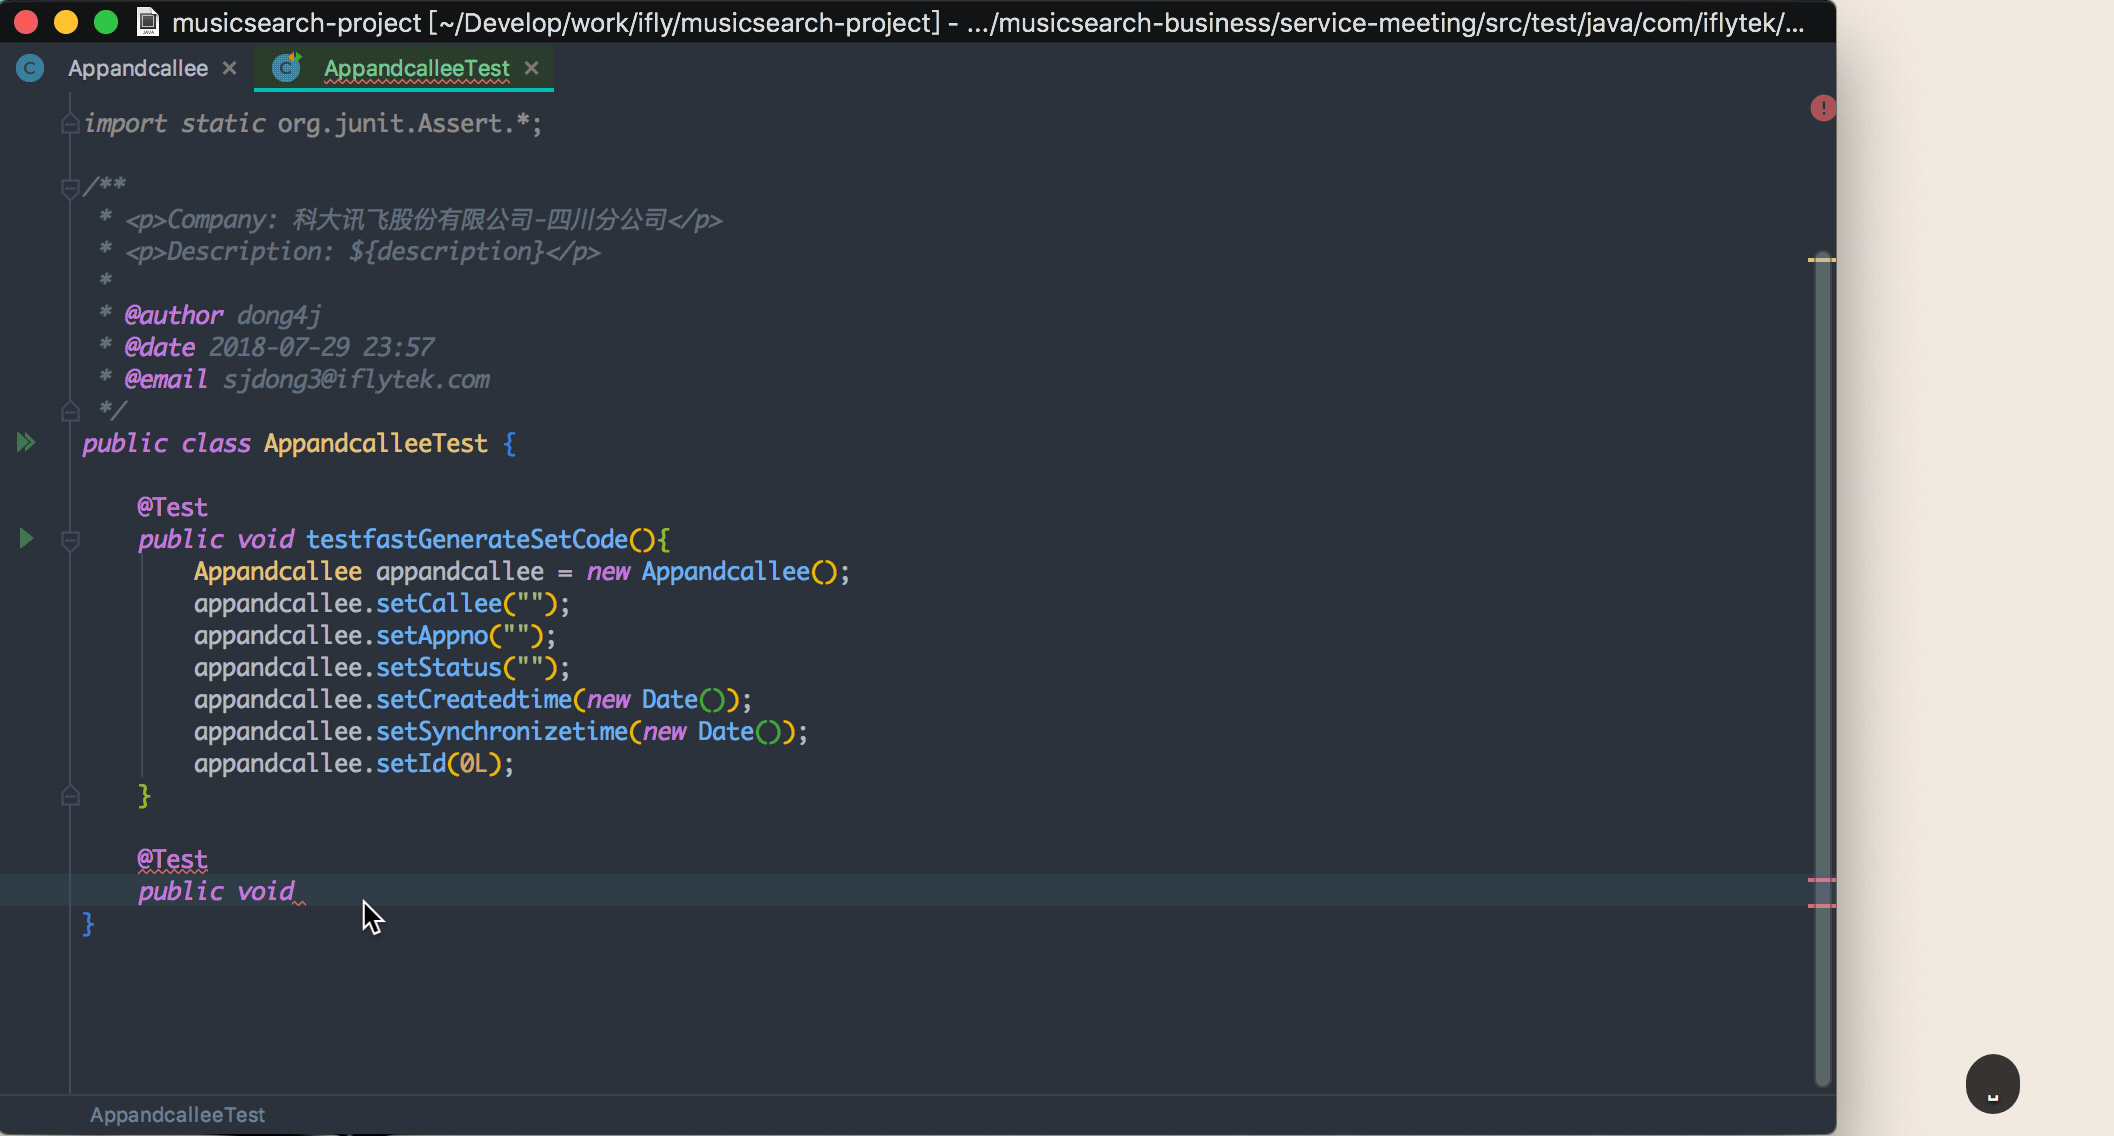 musicsearch-project [~/Develop/work/ifly/musicsearch-project] - .../musicsearch-business/service-meeting/src/test/java/com/iflytek/...
Appandcallee × AppandcalleeTest ×
import static org.junit.Assert.*;
/**
* <p>Company: 科大讯飞股份有限公司-四川分公司</p>
* <p>Description: ${description}</p>
*
* @author dong4j
* @date 2018-07-29 23:57
* @email sjdong3@iflytek.com
*/
public class AppandcalleeTest {
@Test
public void testfastGenerateSetCode(){
Appandcallee appandcallee = new Appandcallee();
appandcallee.setCallee("");
appandcallee.setAppno("");
appandcallee.setStatus("");
appandcallee.setCreatedtime(new Date());
appandcallee.setSynchronizetime(new Date());
appandcallee.setId(0L);
}
@Test
public void
}
AppandcalleeTest